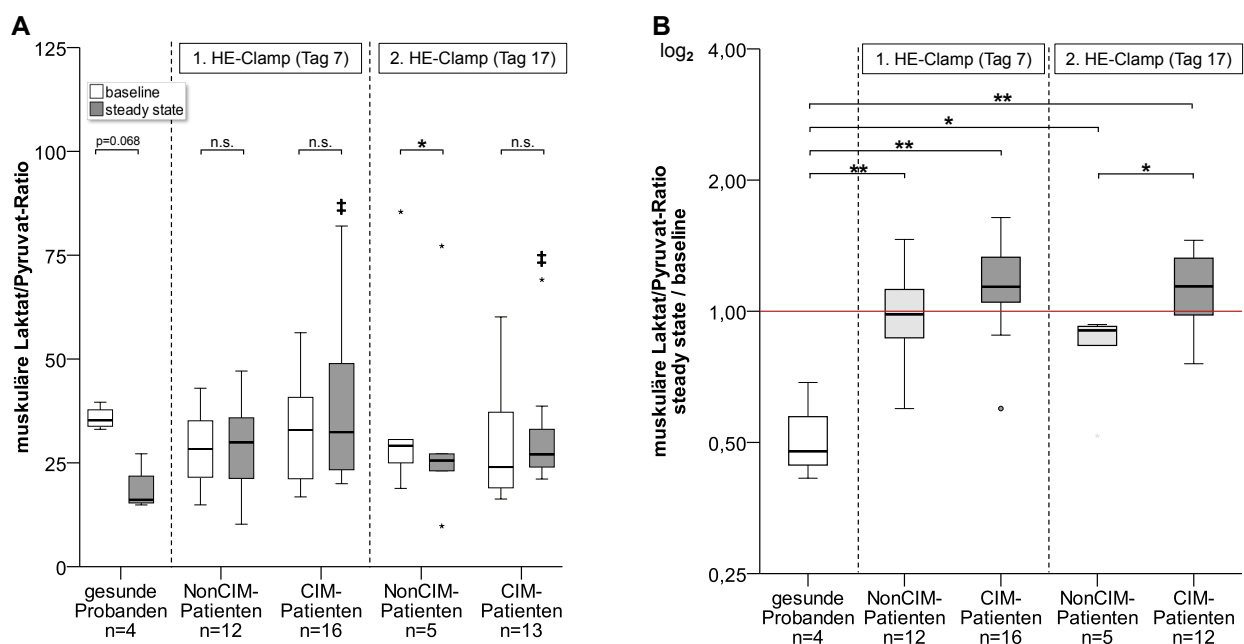 A
muskuläre Laktat/Pyruvat-Ratio
125
100
75
50
25
0
1. HE-Clamp (Tag 7)
2. HE-Clamp (Tag 17)
baseline
steady state
p=0.068
n.s.
n.s.
*
n.s.
‡
‡
gesunde
Probanden
n=4
NonCIM-
Patienten
n=12
CIM-
Patienten
n=16
NonCIM-
Patienten
n=5
CIM-
Patienten
n=13
B
log2
muskuläre Laktat/Pyruvat-Ratio
steady state / baseline
4,00
2,00
1,00
0,50
0,25
1. HE-Clamp (Tag 7)
2. HE-Clamp (Tag 17)
**
*
**
**
*
gesunde
Probanden
n=4
NonCIM-
Patienten
n=12
CIM-
Patienten
n=16
NonCIM-
Patienten
n=5
CIM-
Patienten
n=12